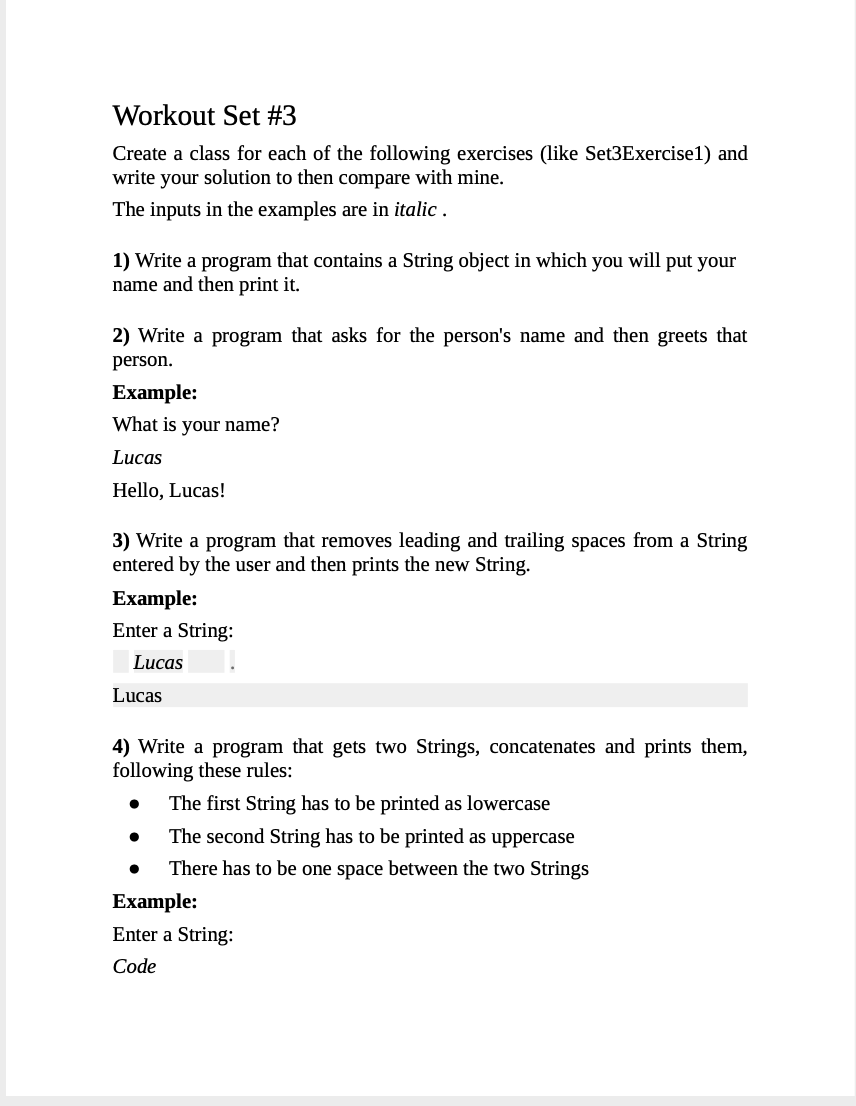 Workout Set #3
Create a class for each of the following exercises (like Set3Exercise1) and
write your solution to then compare with mine.
The inputs in the examples are in italic .
1) Write a program that contains a String object in which you will put your
name and then print it.
2) Write a program that asks for the person's name and then greets that
person.
Example:
What is your name?
Lucas
Hello, Lucas!
3) Write a program that removes leading and trailing spaces from a String
entered by the user and then prints the new String.
Example:
Enter a String:
Lucas .
Lucas
4) Write a program that gets two Strings, concatenates and prints them,
following these rules:
● The first String has to be printed as lowercase
● The second String has to be printed as uppercase
● There has to be one space between the two Strings
Example:
Enter a String:
Code